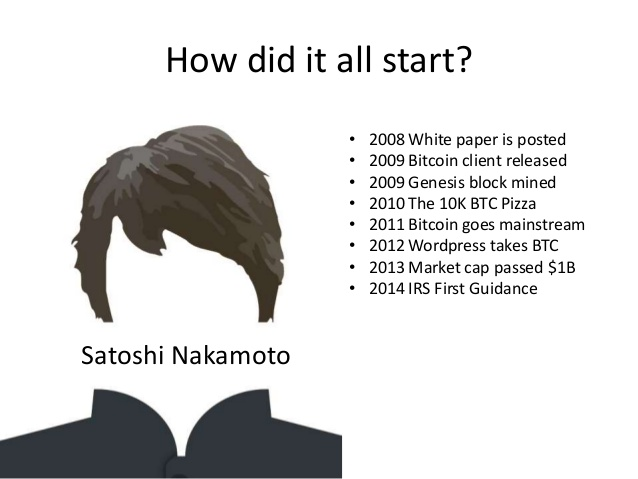 How did it all start?
• 2008 White paper is posted
• 2009 Bitcoin client released
• 2009 Genesis block mined
• 2010 The 10K BTC Pizza
• 2011 Bitcoin goes mainstream
• 2012 Wordpress takes BTC
• 2013 Market cap passed $1B
• 2014 IRS First Guidance
Satoshi Nakamoto